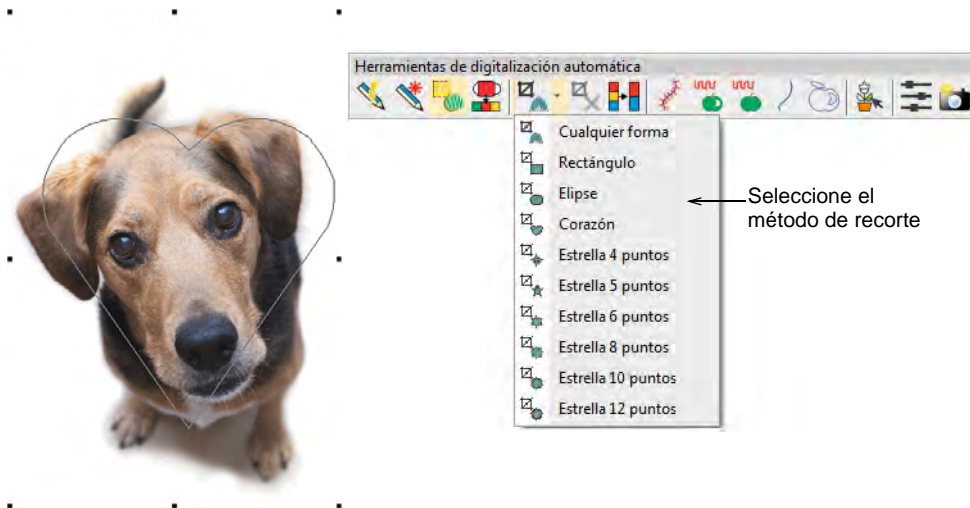 Herramientas de digitalización automática
Cualquier forma
Rectángulo
Elipse
Corazón
Estrella 4 puntos
Estrella 5 puntos
Estrella 6 puntos
Estrella 8 puntos
Estrella 10 puntos
Estrella 12 puntos
Seleccione el
método de recorte